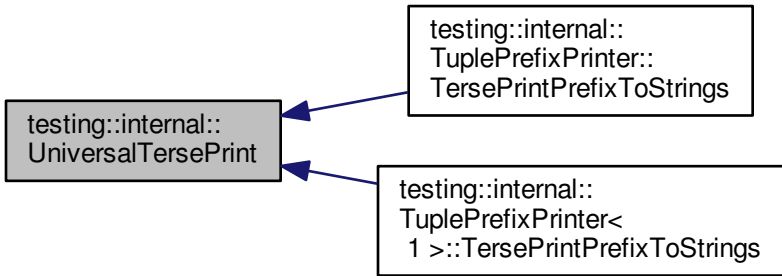 testing::internal::
UniversalTersePrint
testing::internal::
TuplePrefixPrinter::
TersePrintPrefixToStrings
testing::internal::
TuplePrefixPrinter<
1 >::TersePrintPrefixToStrings